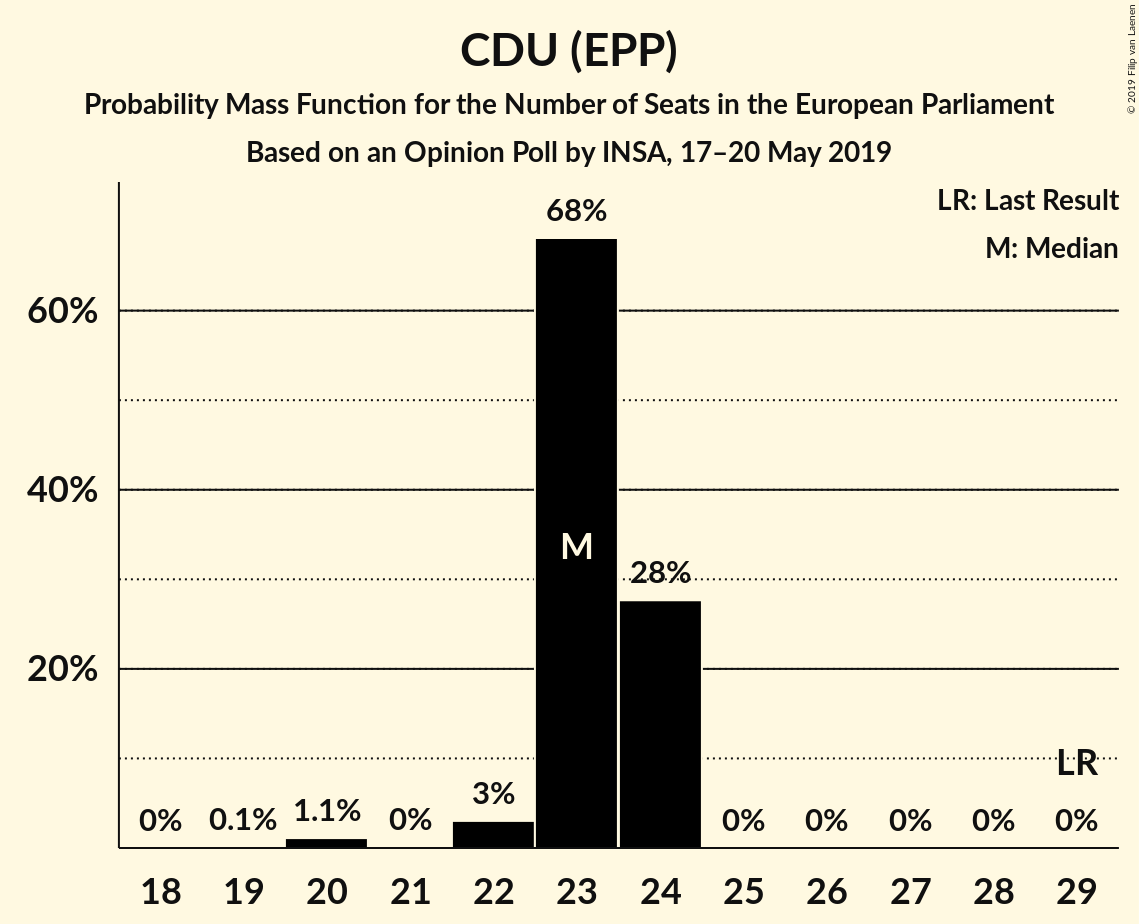 CDU (EPP)
Probability Mass Function for the Number of Seats in the European Parliament
Based on an Opinion Poll by INSA, 17–20 May 2019
© 2019 Filip van Laenen
LR: Last Result
M: Median
68%
60%
40%
M
28%
20%
LR
0% 0.1% 1.1% 0% 3% 0% 0% 0% 0% 0%
18 19 20 21 22 23 24 25 26 27 28 29